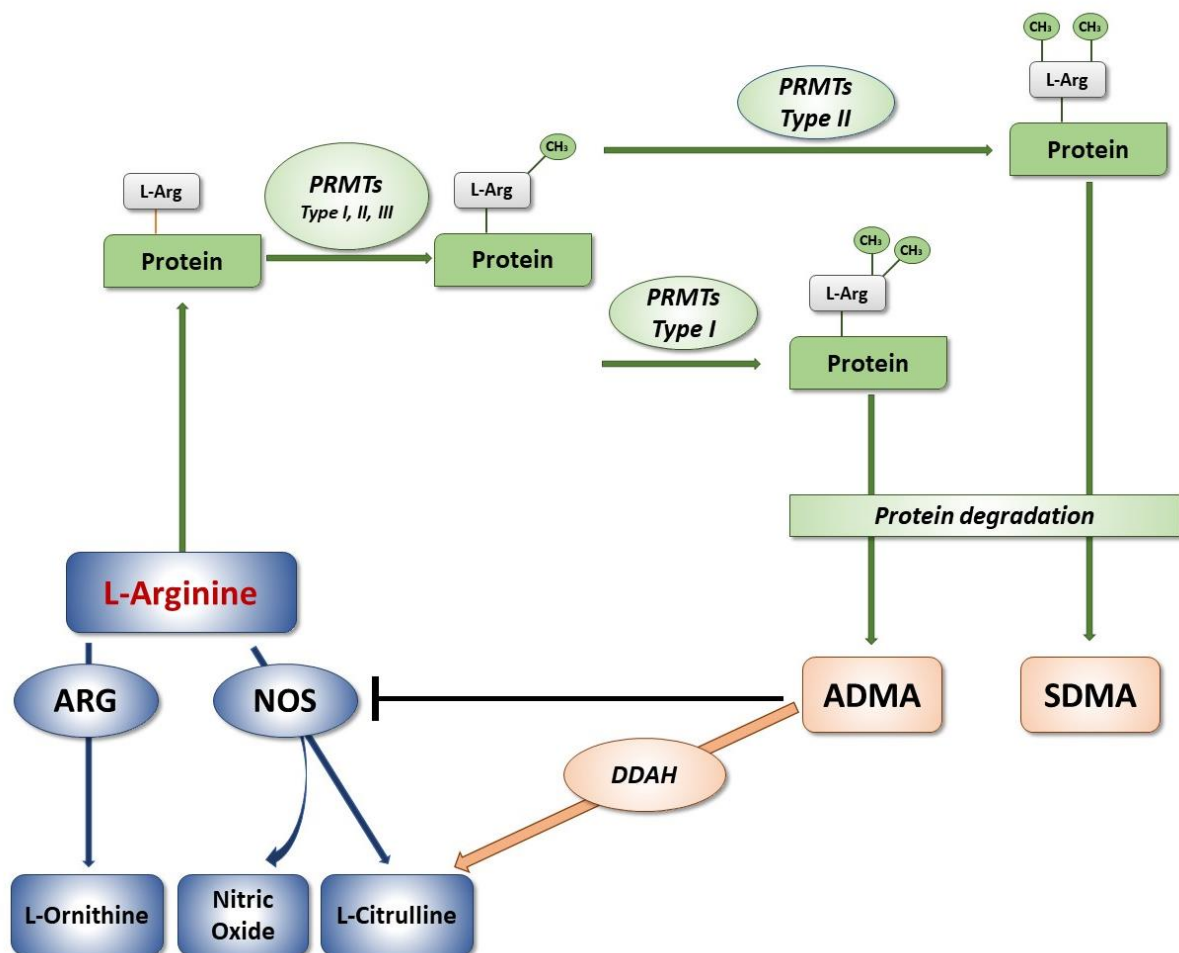 CH₃ CH₃
L-Arg
Protein
PRMTs
Type II
CH₃
L-Arg
Protein
PRMTs
Type I, II, III
L-Arg
Protein
CH₃
CH₃
L-Arg
Protein
PRMTs
Type I
Protein degradation
L-Arginine
ARG
NOS
ADMA
SDMA
DDAH
L-Ornithine
Nitric
Oxide
L-Citrulline